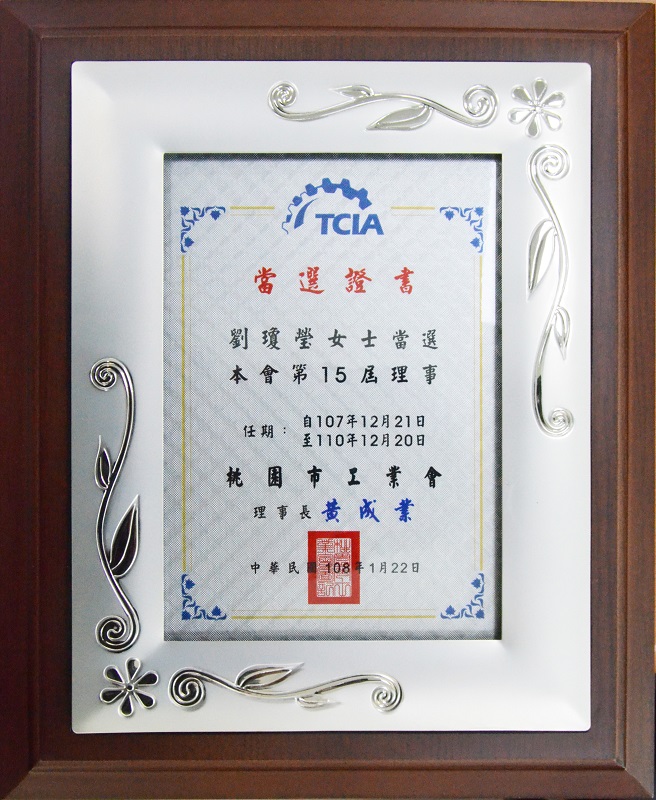 TCIA
當選證書
劉瓊瑩女士當選
本會第15屆理事
任期：
自107年12月21日
至110年12月20日
桃園市工業會
理事長 黃成業
中華民國108年1月22日